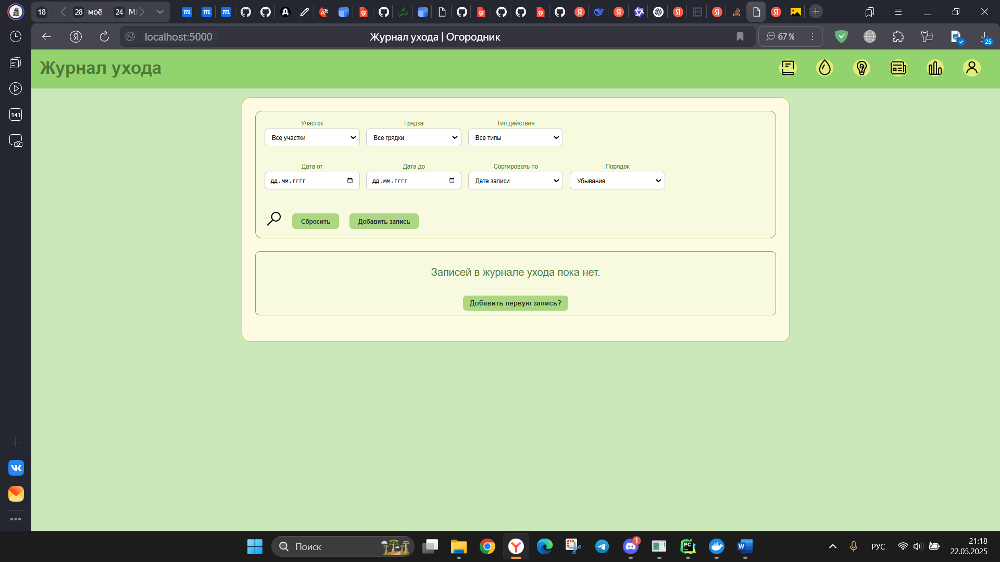 18
28 моё
24 МЛ
localhost:5000
Журнал ухода | Огородник
67 %
25
141
Журнал ухода
Участок
Грядка
Тип действия
Все участки
Все грядки
Все типы
Дата от
Дата до
Сортировать по
Порядок
дд.мм.гггг
дд.мм.гггг
Дате записи
Убывание
Сбросить
Добавить запись
Записей в журнале ухода пока нет.
Добавить первую запись?
Поиск
1
РУС
21:18
22.05.2025